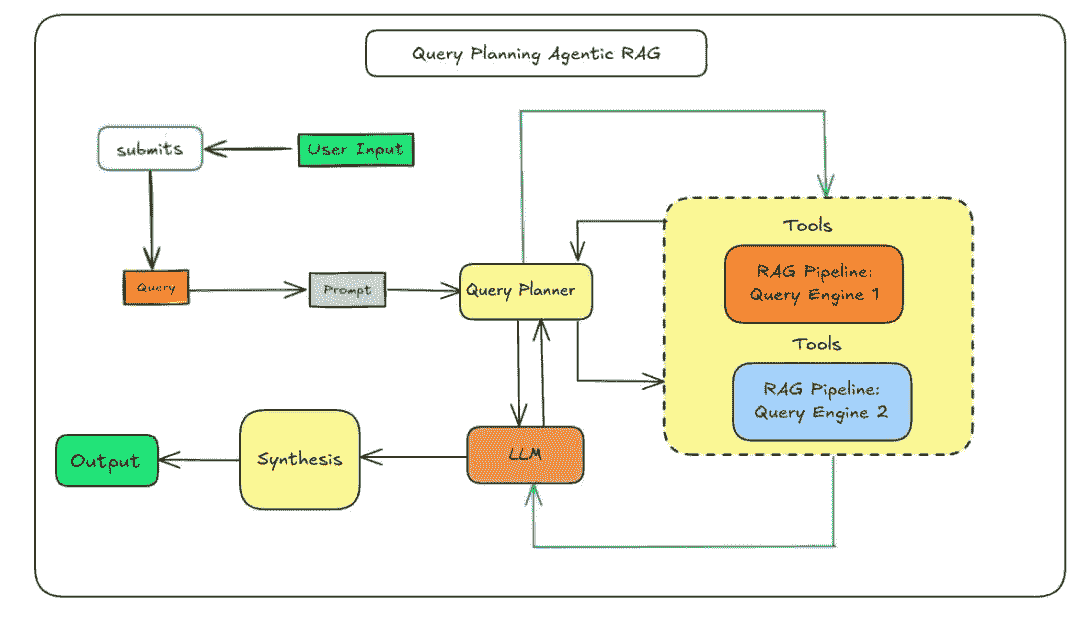 Query Planning Agentic RAG
submits
User Input
Query
Prompt
Query Planner
Tools
RAG Pipeline:
Query Engine 1
Tools
RAG Pipeline:
Query Engine 2
LLM
Synthesis
Output